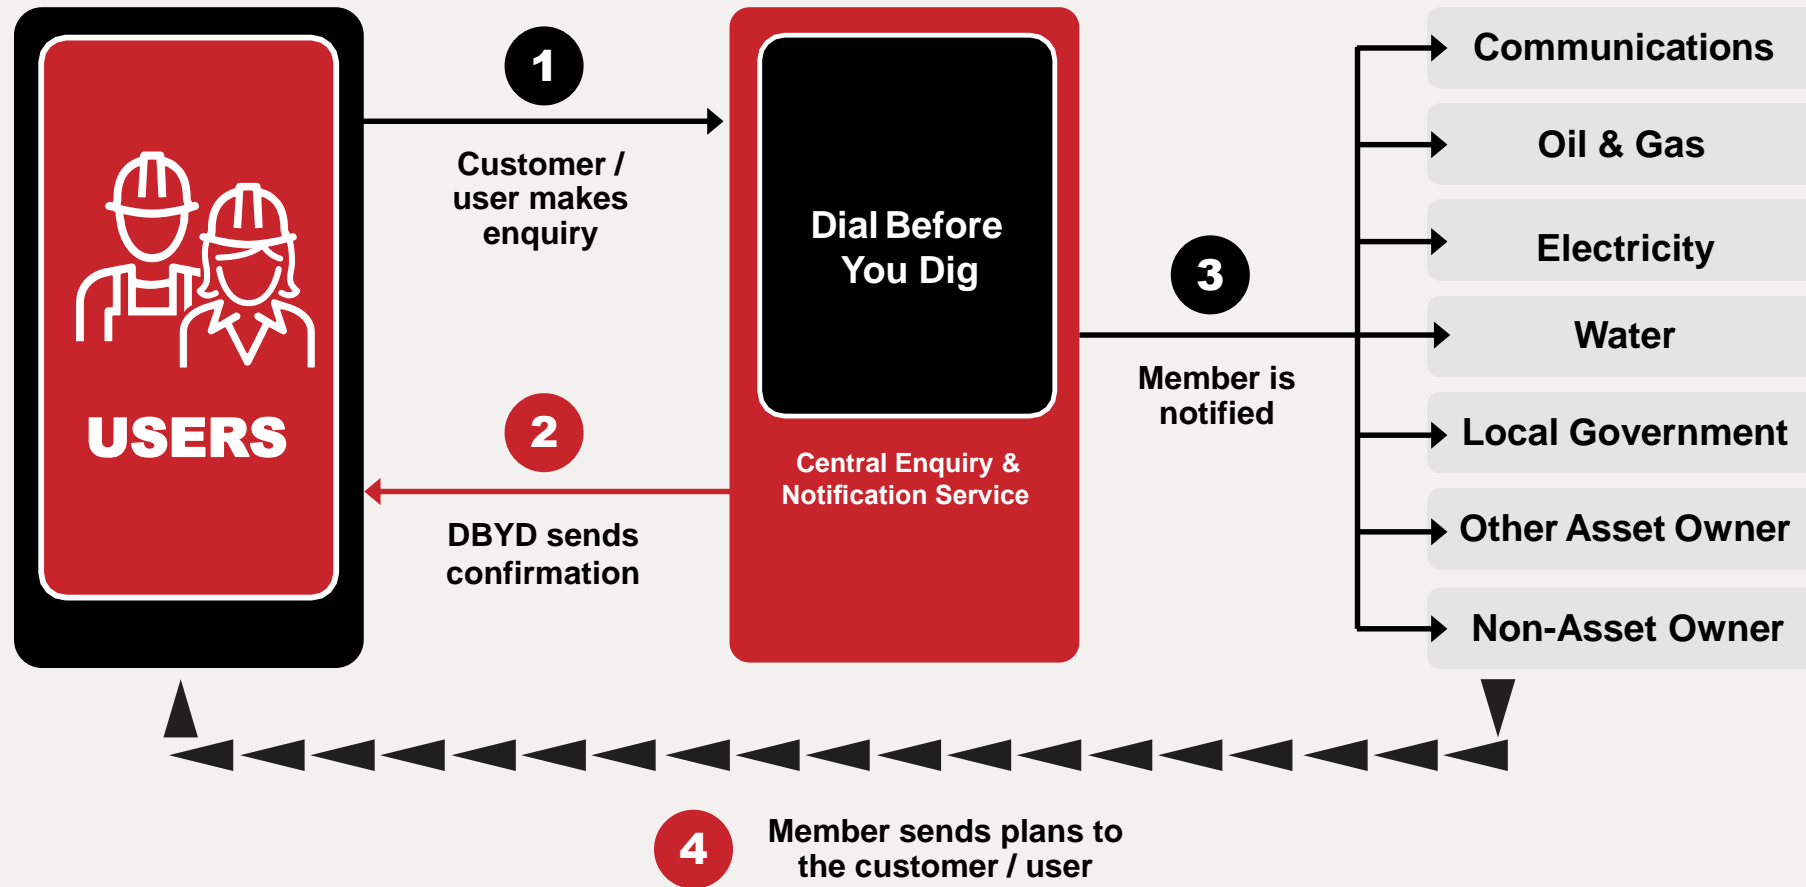 USERS
1
Customer /
user makes
enquiry
2
DBYD sends
confirmation
Dial Before
You Dig
Central Enquiry &
Notification Service
3
Member is
notified
Communications
Oil & Gas
Electricity
Water
Local Government
Other Asset Owner
Non-Asset Owner
4
Member sends plans to
the customer / user